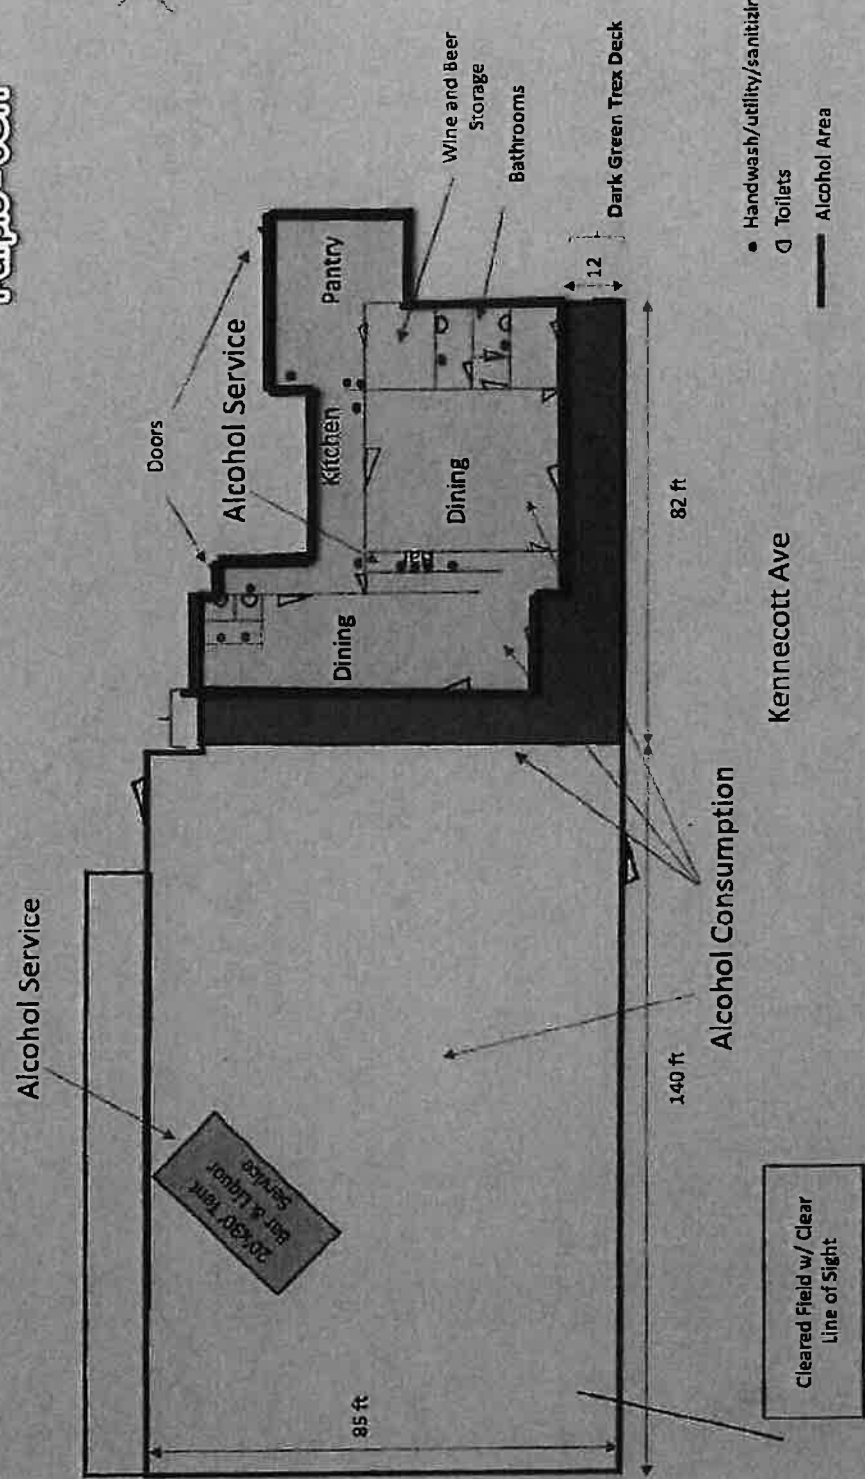 Alcohol Service
20'x30' Tent
Bar & Liquor
Service
85 ft
Doors
Alcohol Service
Pantry
Kitchen
Dining
Dining
Wine and Beer
Storage
Bathrooms
Dark Green Trex Deck
12
82 ft
140 ft
Alcohol Consumption
Kennecott Ave
Cleared Field w/ Clear
Line of Sight
Handwash/utility/
Toilets
Alcohol Area